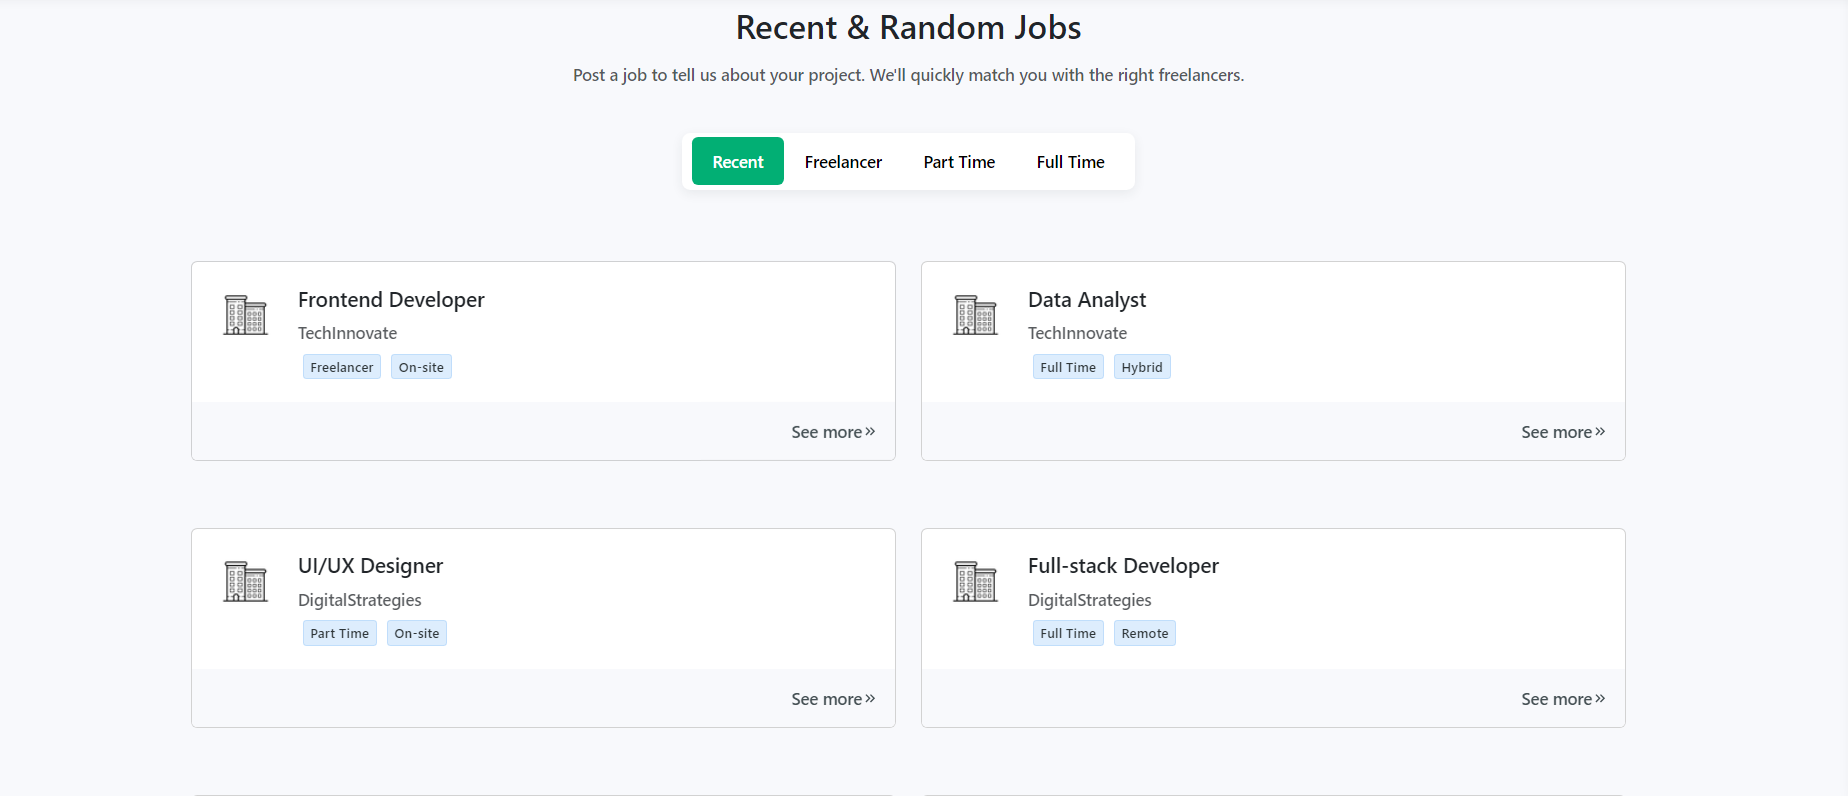 Recent & Random Jobs
Post a job to tell us about your project. We'll quickly match you with the right freelancers.
Recent Freelancer Part Time Full Time
Frontend Developer
TechInnovate
Freelancer On-site
See more»
Data Analyst
TechInnovate
Full Time Hybrid
See more»
UI/UX Designer
DigitalStrategies
Part Time On-site
See more»
Full-stack Developer
DigitalStrategies
Full Time Remote
See more»